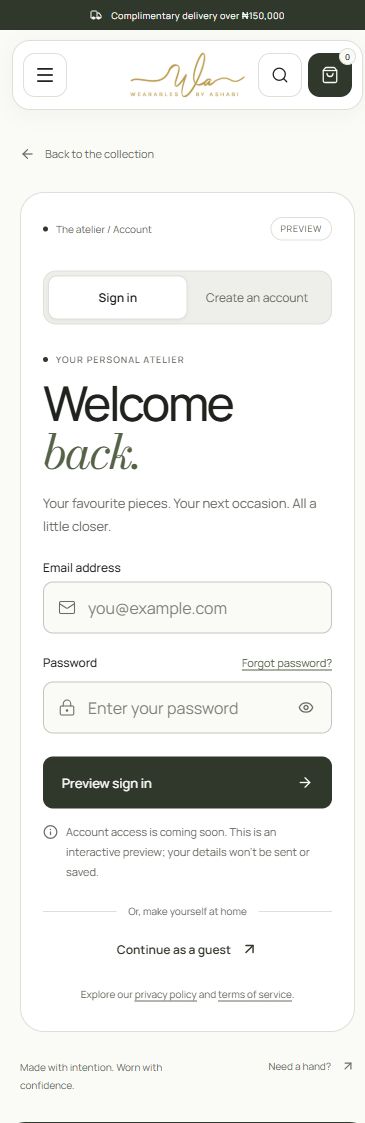 Complimentary delivery over ₦150,000
Wla
WEARABLES BY ASHABI
0
Back to the collection
The atelier / Account
PREVIEW
Sign in
Create an account
YOUR PERSONAL ATELIER
Welcome
back.
Your favourite pieces. Your next occasion. All a
little closer.
Email address
you@example.com
Password
Forgot password?
Enter your password
Preview sign in
Account access is coming soon. This is an
interactive preview; your details won't be sent or
saved.
Or, make yourself at home
Continue as a guest
Explore our privacy policy and terms of service.
Made with intention. Worn with
confidence.
Need a hand?